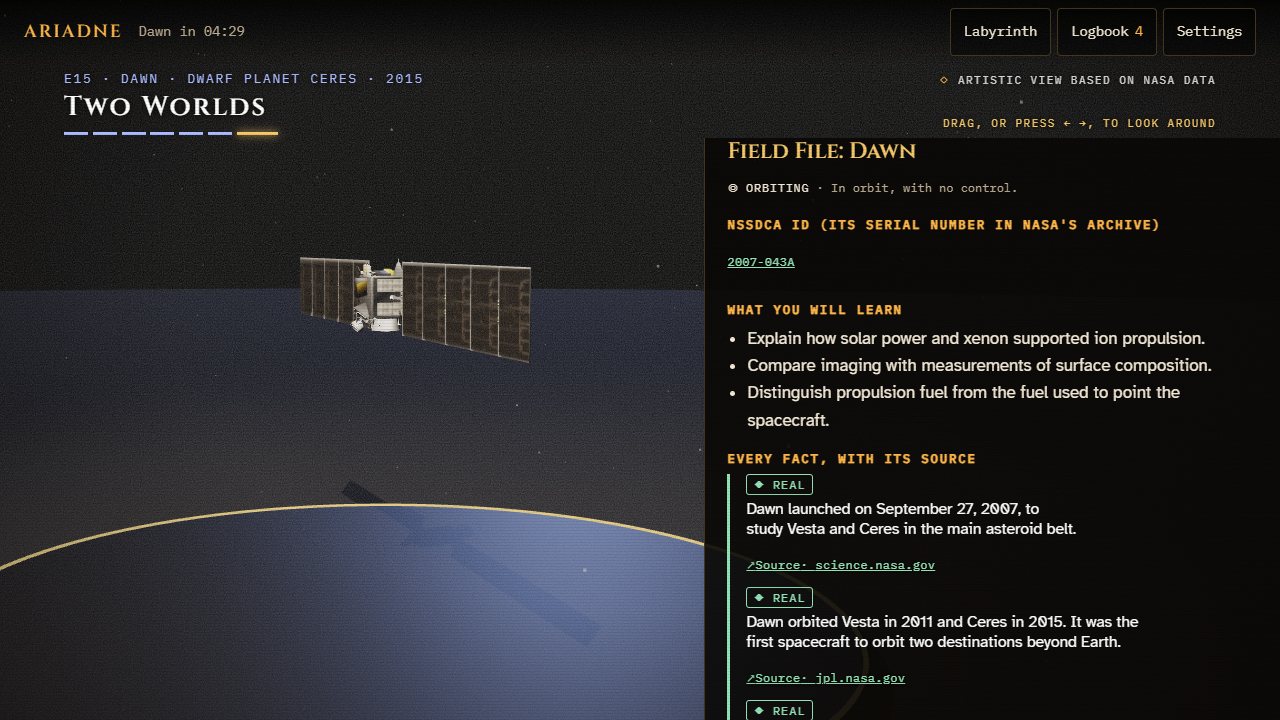 ARIADNE Dawn in 04:29
Labyrinth Logbook 4 Settings
E15 · DAWN · DWARF PLANET CERES · 2015
TWO WORLDS
◇ ARTISTIC VIEW BASED ON NASA DATA
DRAG, OR PRESS ← →, TO LOOK AROUND
FIELD FILE: DAWN
ORBITING · In orbit, with no control.
NSSDCA ID (ITS SERIAL NUMBER IN NASA'S ARCHIVE)
2007-043A
WHAT YOU WILL LEARN
• Explain how solar power and xenon supported ion propulsion.
• Compare imaging with measurements of surface composition.
• Distinguish propulsion fuel from the fuel used to point the
spacecraft.
EVERY FACT, WITH ITS SOURCE
◆ REAL
Dawn launched on September 27, 2007, to
study Vesta and Ceres in the main asteroid belt.
↗Source· science.nasa.gov
◆ REAL
Dawn orbited Vesta in 2011 and Ceres in 2015. It was the
first spacecraft to orbit two destinations beyond Earth.
↗Source· jpl.nasa.gov
◆ REAL